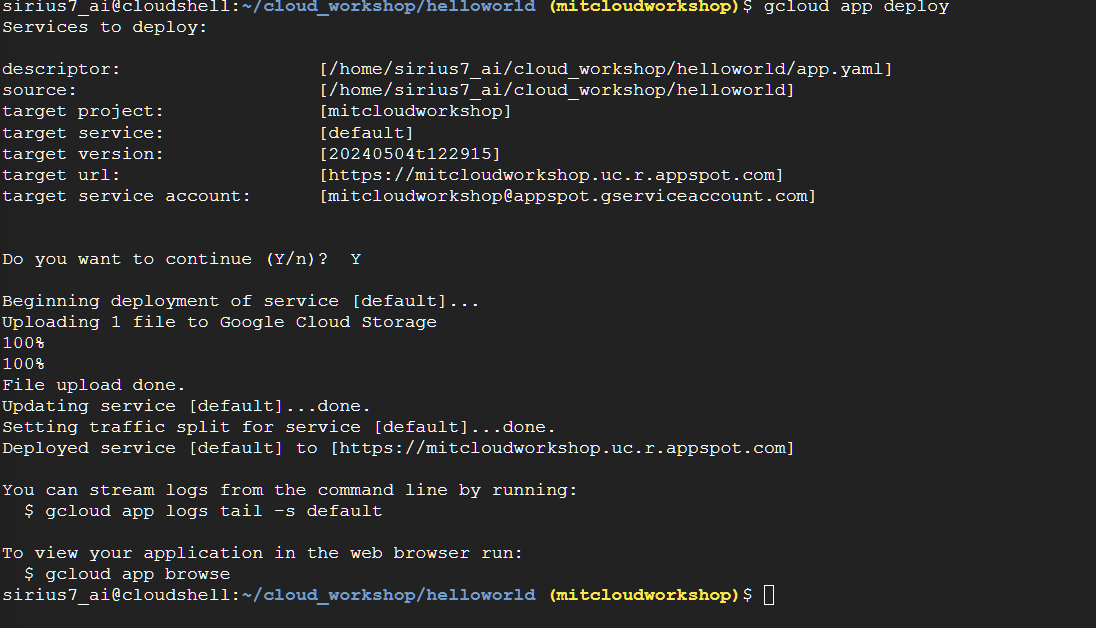 sirius7_ai@cloudshell:~/cloud_workshop/helloworld (mitcloudworkshop)$ gcloud app deploy
Services to deploy:
descriptor: [/home/sirius7_ai/cloud_workshop/helloworld/app.yaml]
source: [/home/sirius7_ai/cloud_workshop/helloworld]
target project: [mitcloudworkshop]
target service: [default]
target version: [20240504t122915]
target url: [https://mitcloudworkshop.uc.r.appspot.com]
target service account: [mitcloudworkshop@appspot.gserviceaccount.com]
Do you want to continue (Y/n)? Y
Beginning deployment of service [default]...
Uploading 1 file to Google Cloud Storage
100%
100%
File upload done.
Updating service [default]...done.
Setting traffic split for service [default]...done.
Deployed service [default] to [https://mitcloudworkshop.uc.r.appspot.com]
You can stream logs from the command line by running:
$ gcloud app logs tail -s default
To view your application in the web browser run:
$ gcloud app browse
sirius7_ai@cloudshell:~/cloud_workshop/helloworld (mitcloudworkshop)$